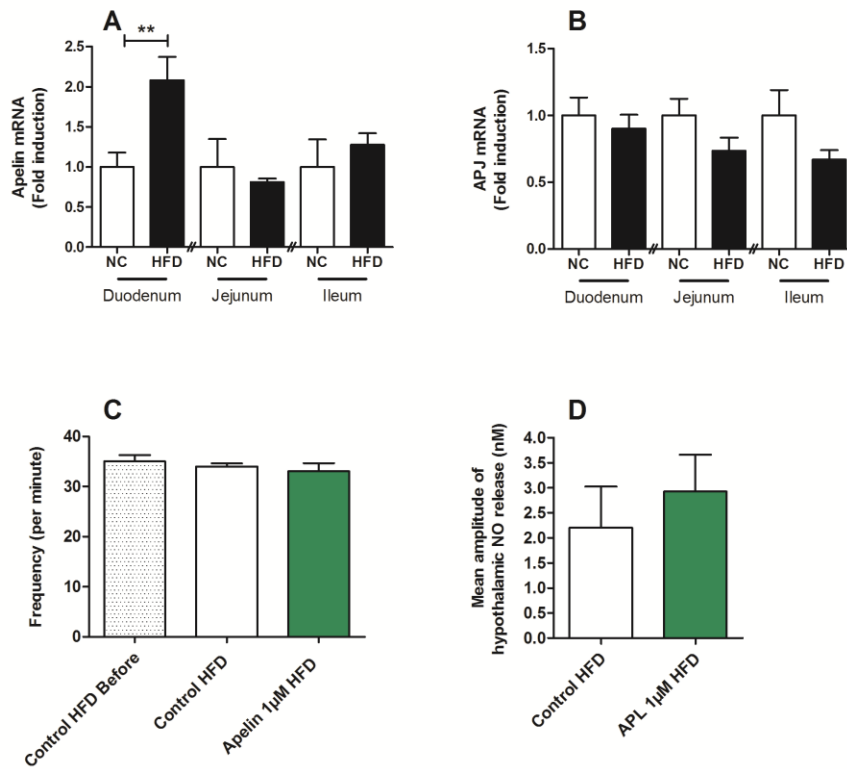 A
**
Apelin mRNA
(Fold induction)
2.5
2.0
1.5
1.0
0.5
0.0
NC HFD NC HFD NC HFD
Duodenum Jejunum Ileum
B
APJ mRNA
(Fold induction)
1.5
1.0
0.5
0.0
NC HFD NC HFD NC HFD
Duodenum Jejunum Ileum
C
Frequency (per minute)
40
30
20
10
0
Control HFD Before
Control HFD
Apelin 1µM HFD
D
Mean amplitude of
hypothalamic NO release (nM)
4.0
3.5
3.0
2.5
2.0
1.5
1.0
0.5
0.0
Control HFD
APL 1µM HFD